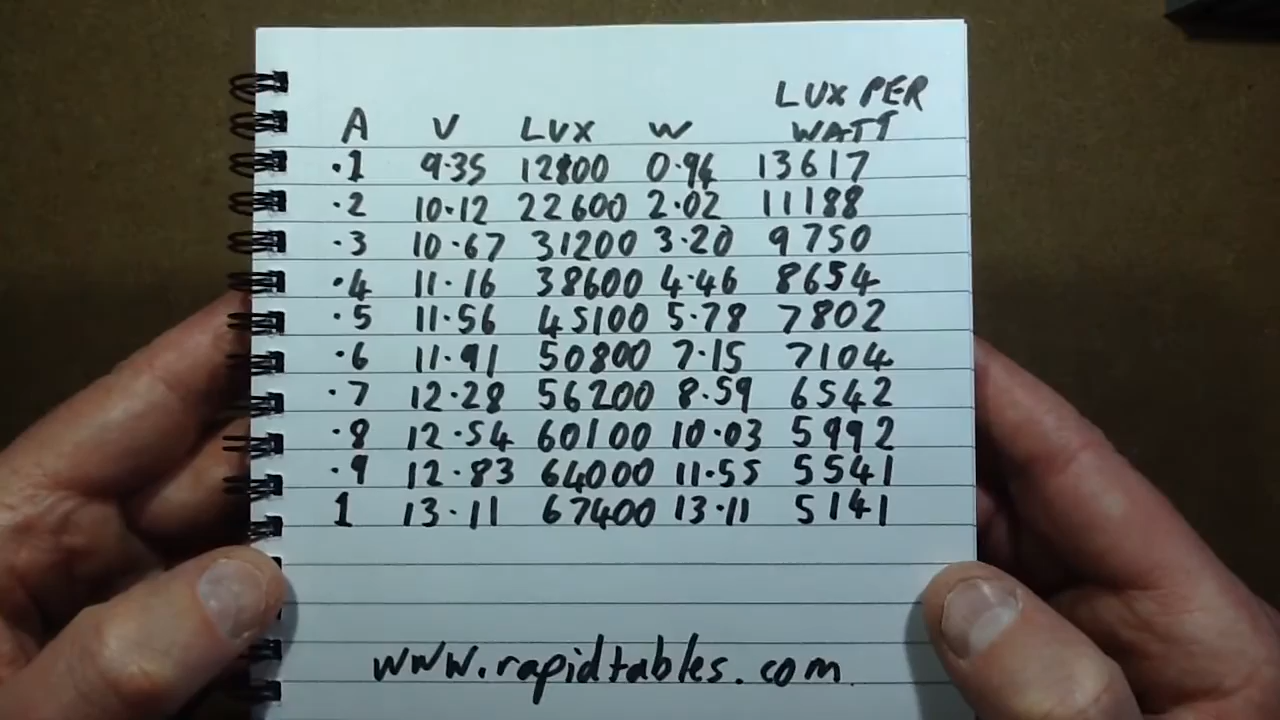 LUX PER
A V LUX W WATT
.1 9.35 12800 0.94 13617
.2 10.12 22600 2.02 11188
.3 10.67 31200 3.20 9750
.4 11.16 38600 4.46 8654
.5 11.56 45100 5.78 7802
.6 11.91 50800 7.15 7104
.7 12.28 56200 8.59 6542
.8 12.54 60100 10.03 5992
.9 12.83 64000 11.55 5541
1 13.11 67400 13.11 5141
www.rapidtables.com